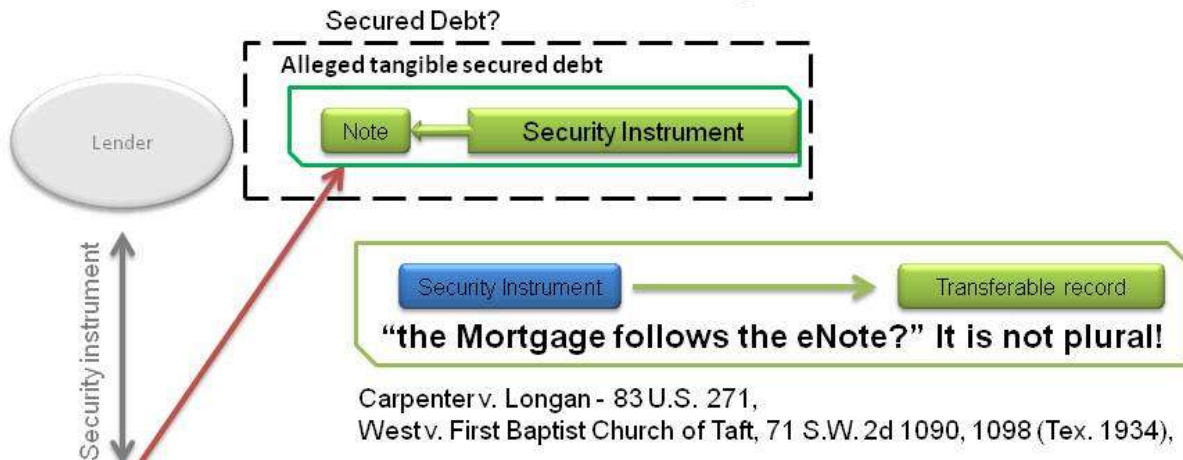 Secured Debt?
Alleged tangible secured debt
Lender
Note
Security Instrument
Security instrument
Security Instrument
Transferable record
“the Mortgage follows the eNote?” It is not plural!
Carpenter v. Longan - 83 U.S. 271,
West v. First Baptist Church of Taft, 71 S.W. 2d 1090, 1098 (Tex. 1934),